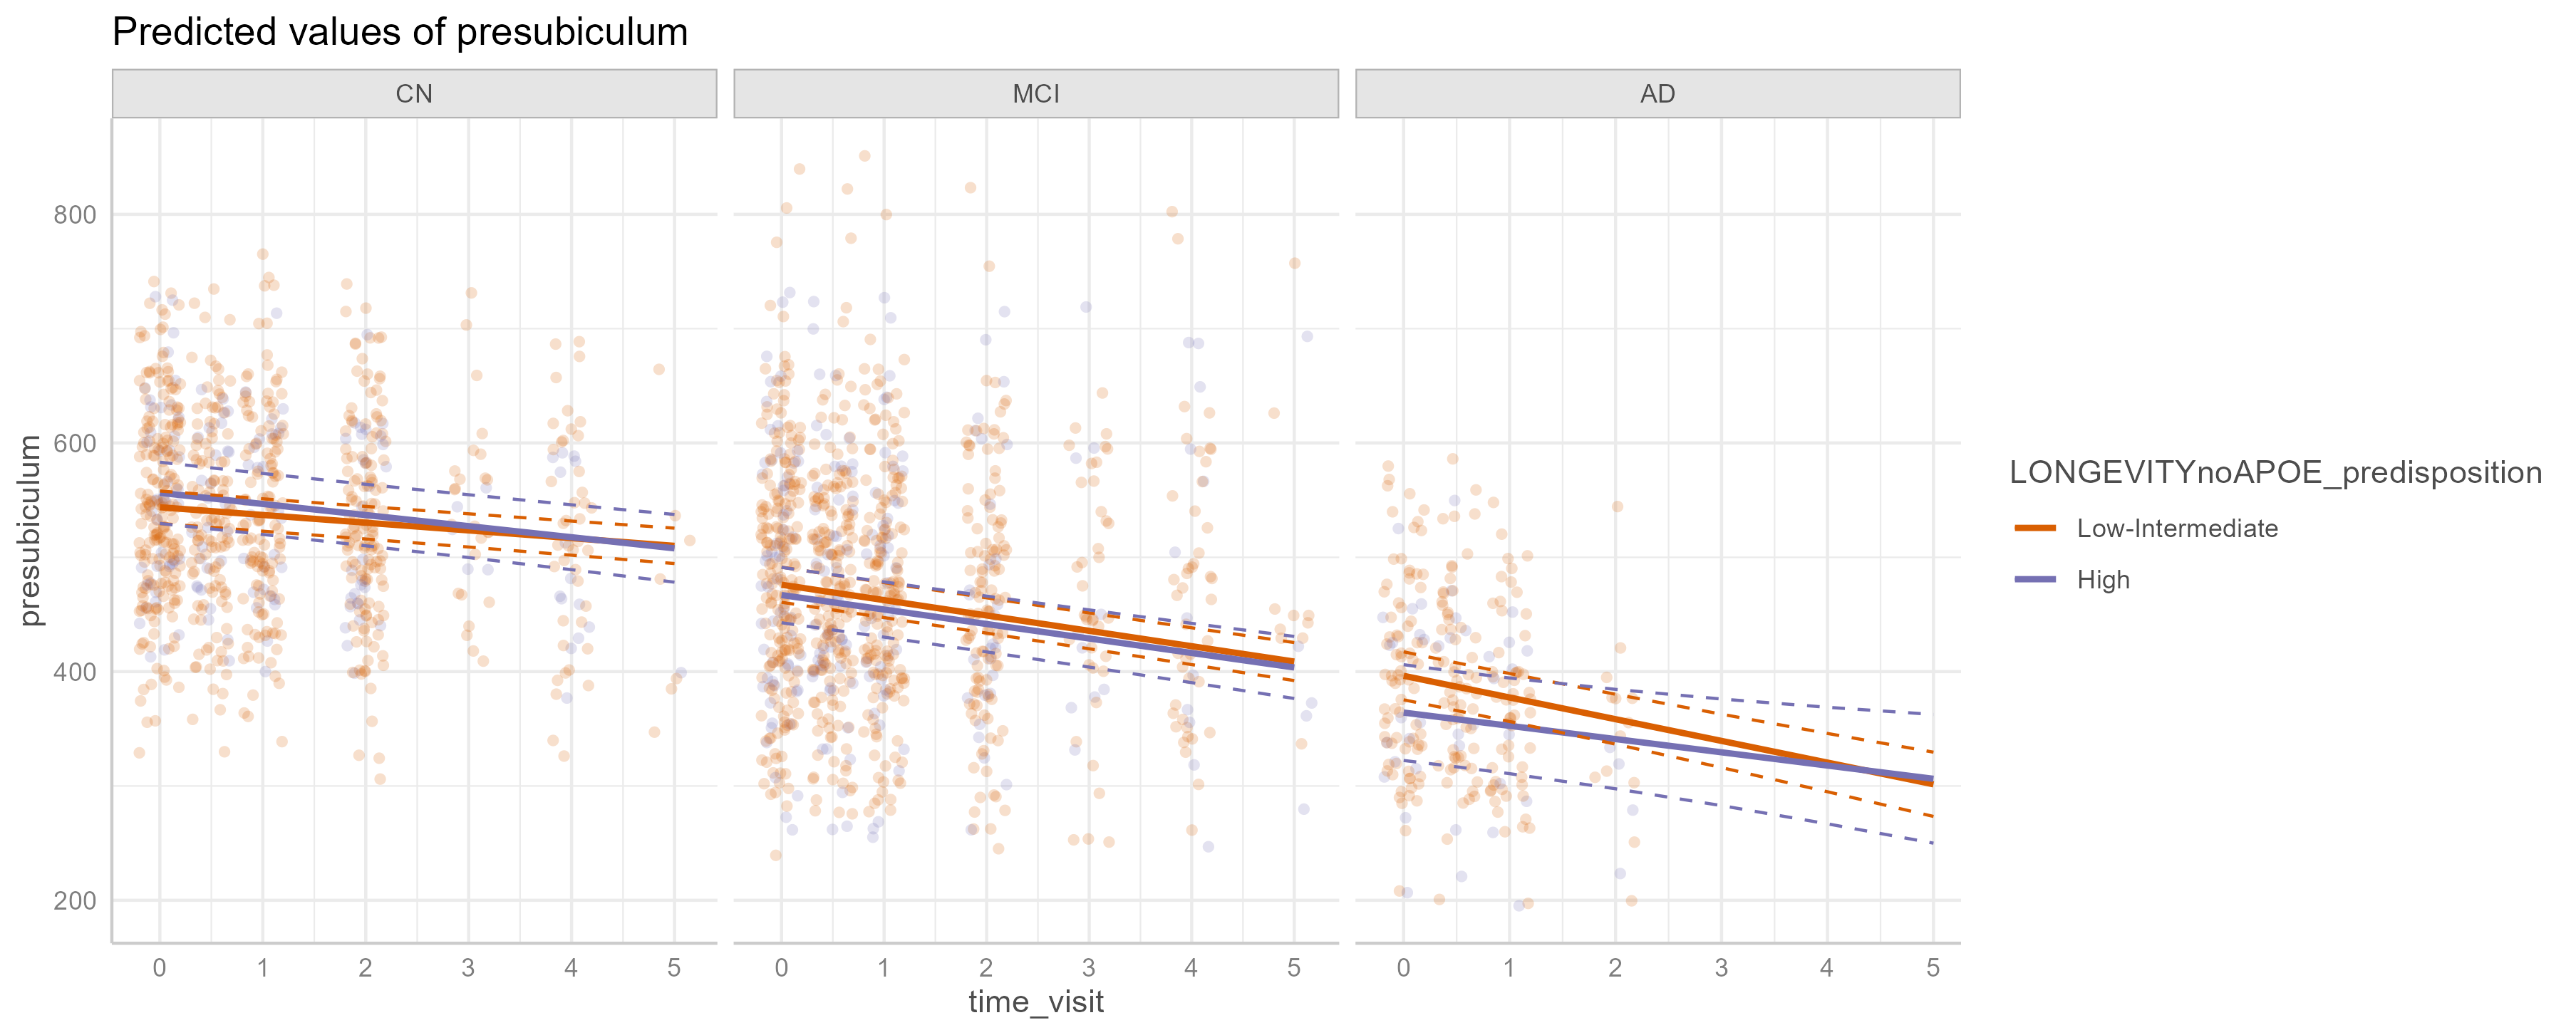 Predicted values of presubiculum
CN
MCI
AD
800
600
400
200
presubiculum
0 1 2 3 4 5
0 1 2 3 4 5
0 1 2 3 4 5
time_visit
LONGEVITYnoAPOE_predisposition
Low-Intermediate
High